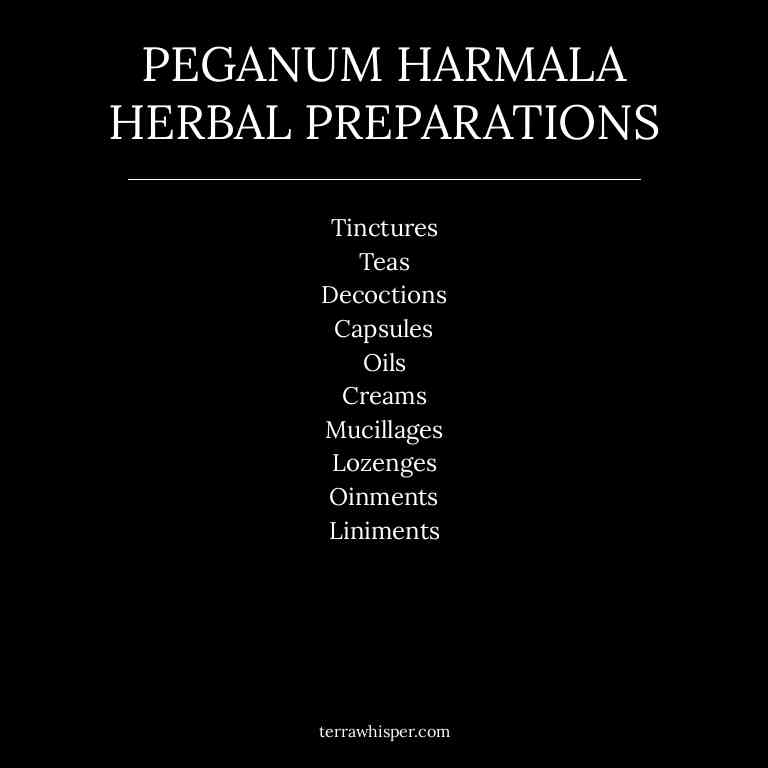 PEGANUM HARMALA
HERBAL PREPARATIONS
Tinctures
Teas
Decoctions
Capsules
Oils
Creams
Mucillages
Lozenges
Oinments
Liniments
terrawhisper.com